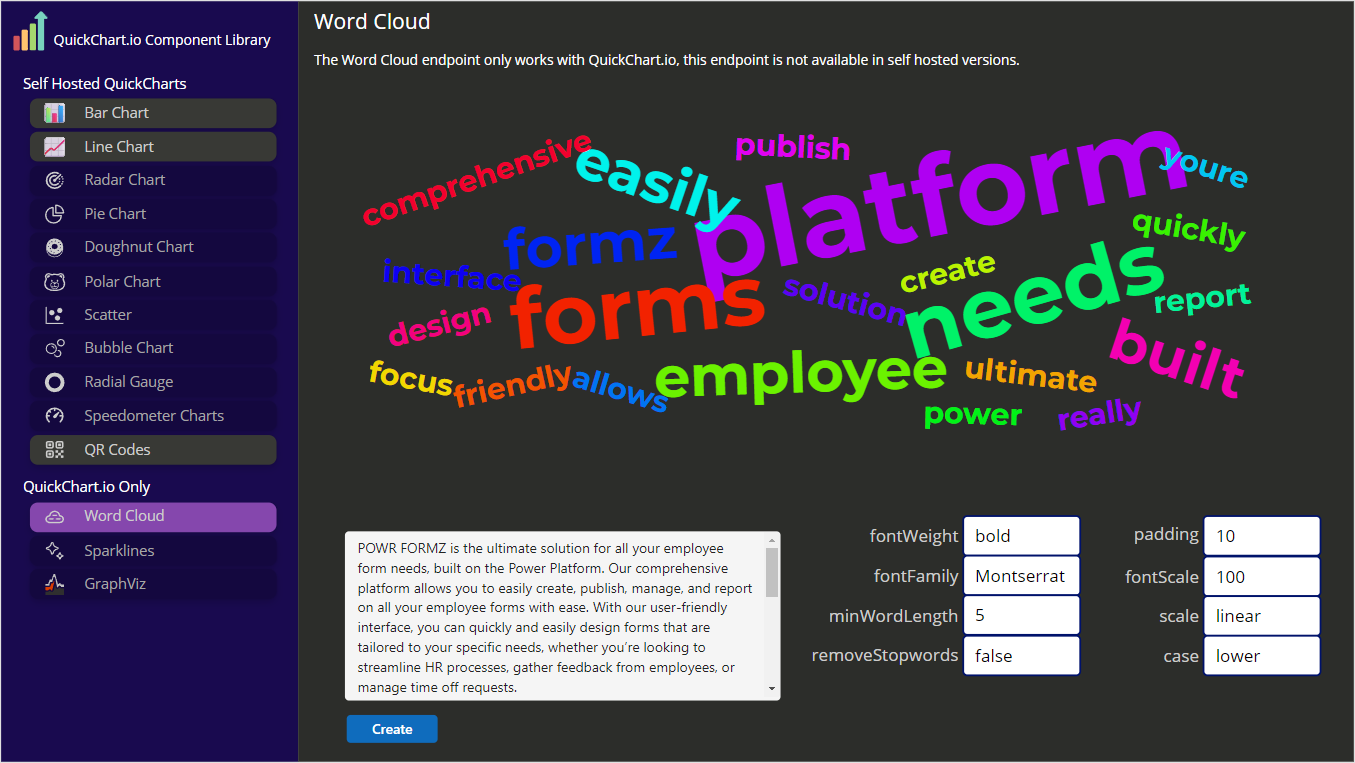 QuickChart.io Component Library
Self Hosted QuickCharts
Bar Chart
Line Chart
Radar Chart
Pie Chart
Doughnut Chart
Polar Chart
Scatter
Bubble Chart
Radial Gauge
Speedometer Charts
QR Codes
QuickChart.io Only
Word Cloud
Sparklines
GraphViz
Word Cloud
The Word Cloud endpoint only works with QuickChart.io, this endpoint is not available in self hosted versions.
comprehensive
easily
publish
platform
youre
formz
quickly
interface
forms
solution
create
needs
report
design
built
focus
friendly
allows
employee
ultimate
power
really
POWR FORMZ is the ultimate solution for all your employee
form needs, built on the Power Platform. Our comprehensive
platform allows you to easily create, publish, manage, and report
on all your employee forms with ease. With our user-friendly
interface, you can quickly and easily design forms that are
tailored to your specific needs, whether you’re looking to
streamline HR processes, gather feedback from employees, or
manage time off requests.
Create
fontWeight bold
fontFamily Montserrat
minWordLength 5
removeStopwords false
padding 10
fontScale 100
scale linear
case lower